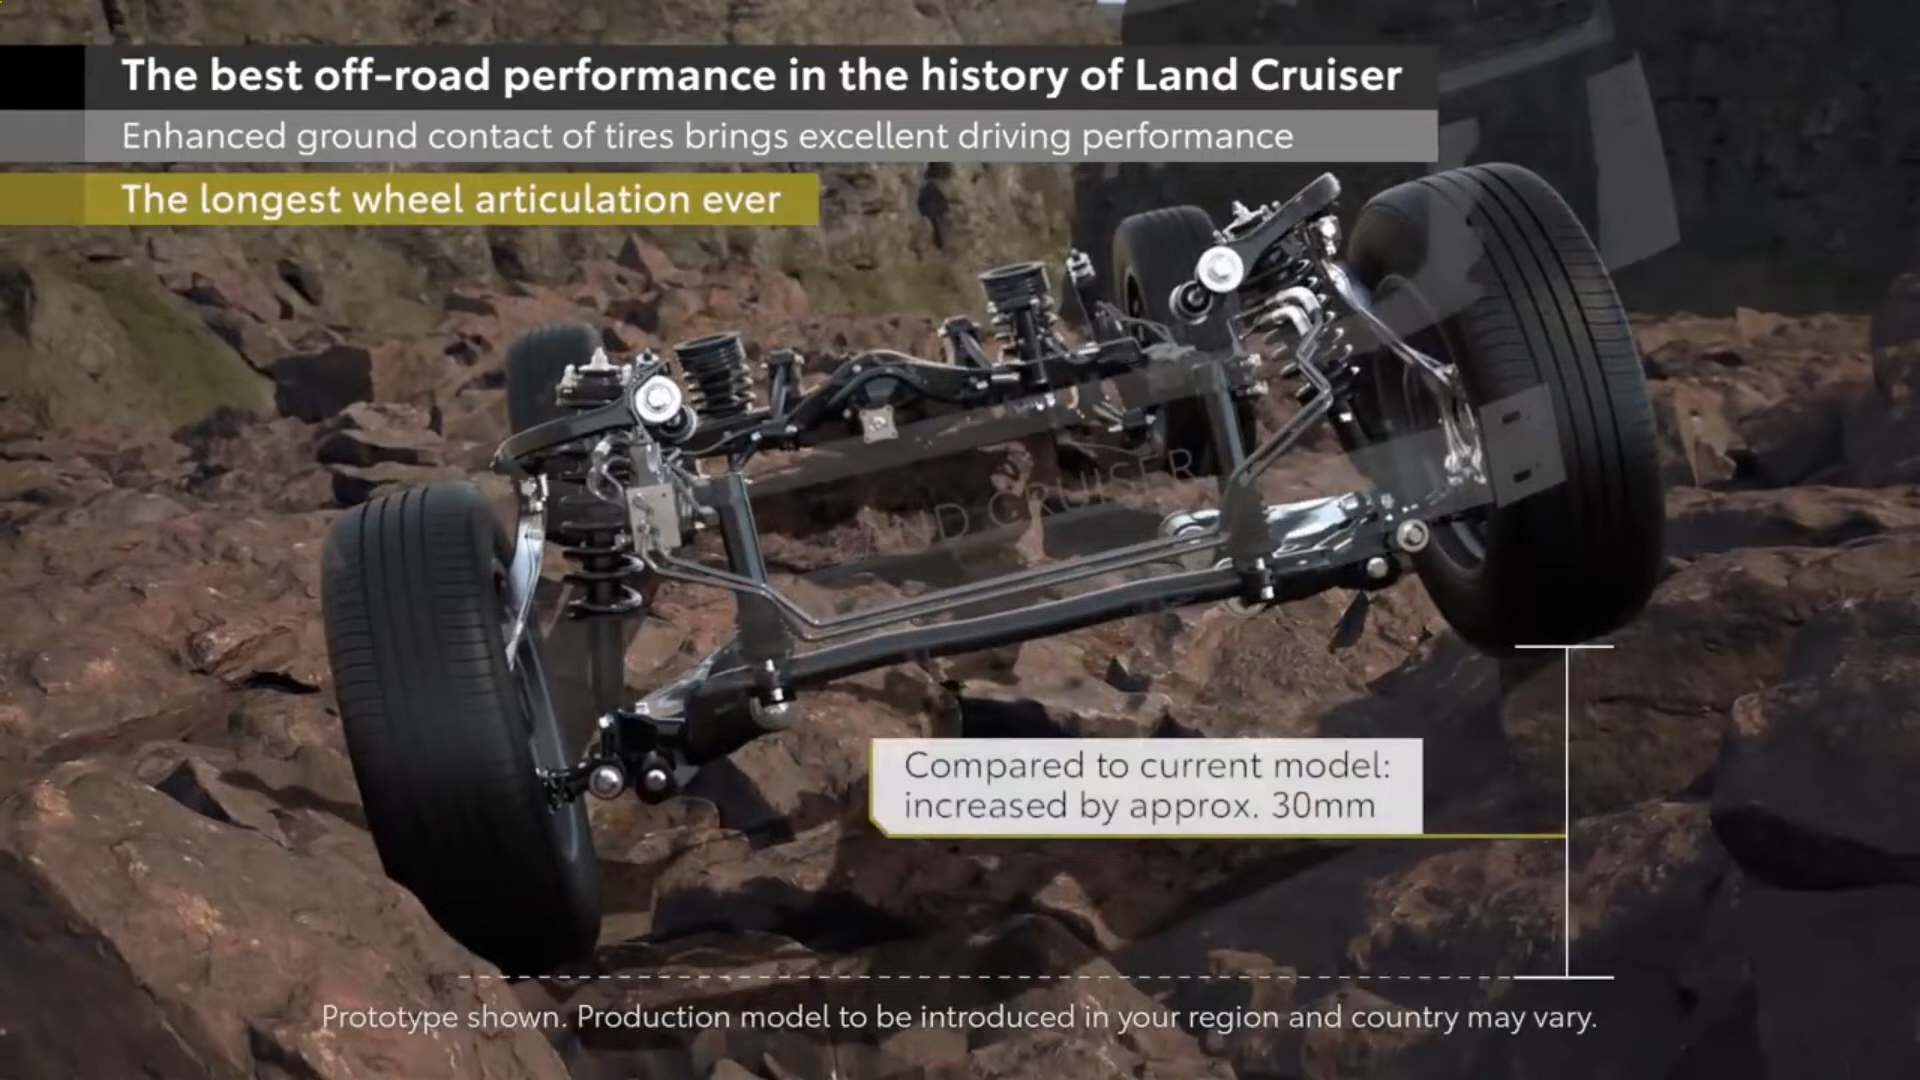 The best off-road performance in the history of Land Cruiser
Enhanced ground contact of tires brings excellent driving performance
The longest wheel articulation ever
AND CRUISER
Compared to current model:
increased by approx. 30mm
Prototype shown. Production model to be introduced in your region and country may vary.